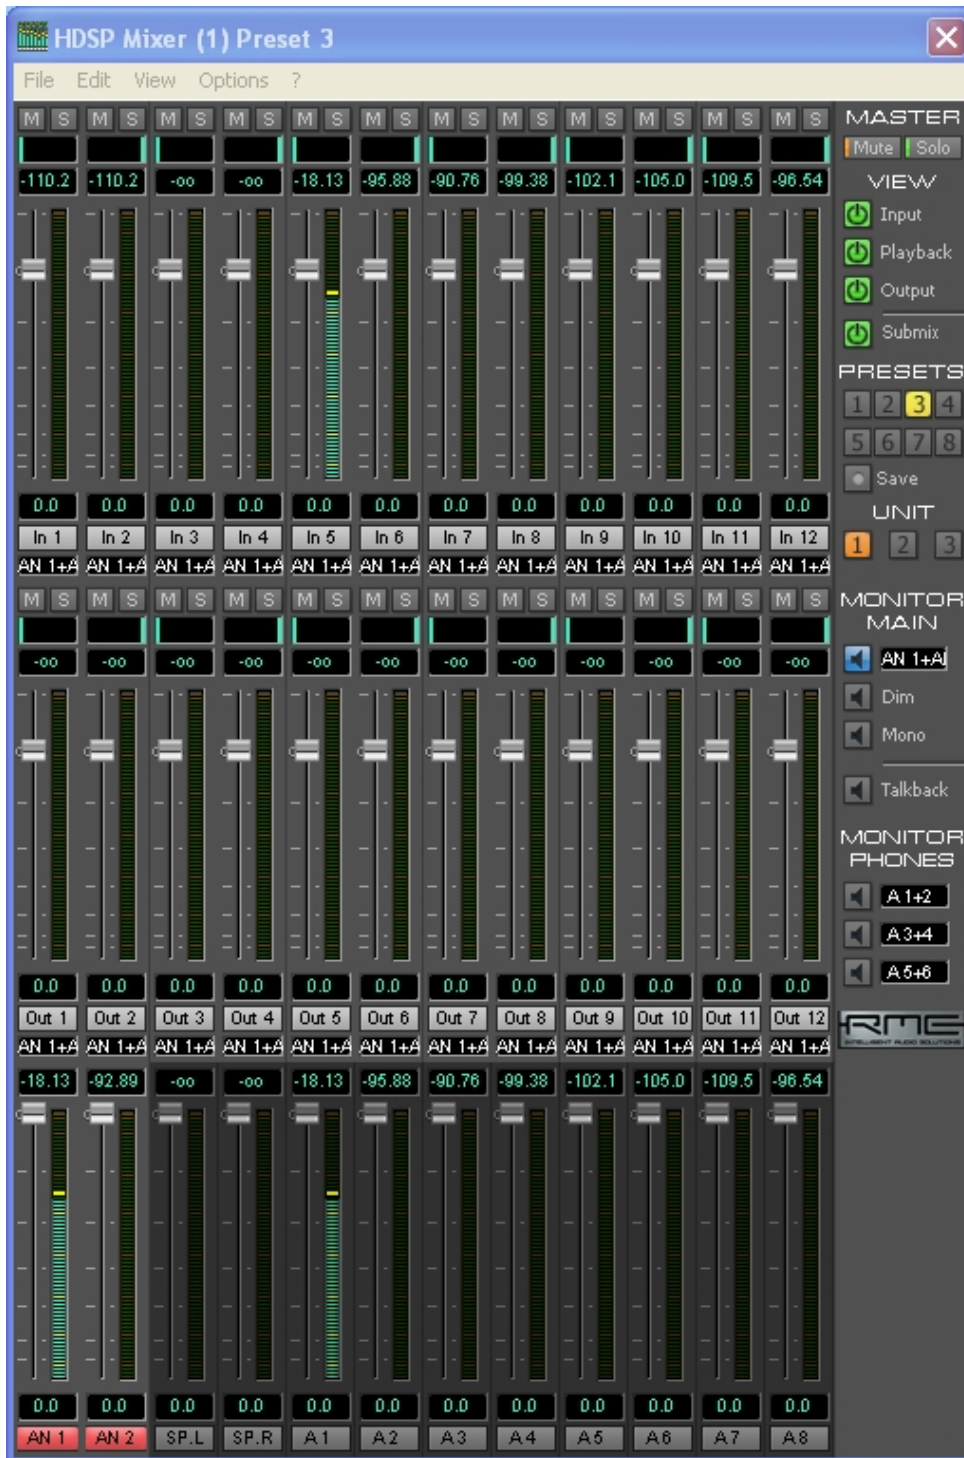 HDSP Mixer (1) Preset 3
File Edit View Options ?
M S M S M S M S M S M S M S M S M S M S M S M S
-110.2 -110.2 -oo -oo -18.13 -95.88 -90.76 -99.38 -102.1 -105.0 -109.5 -96.54
0.0 0.0 0.0 0.0 0.0 0.0 0.0 0.0 0.0 0.0 0.0 0.0
In 1 In 2 In 3 In 4 In 5 In 6 In 7 In 8 In 9 In 10 In 11 In 12
AN 1+A AN 1+A AN 1+A AN 1+A AN 1+A AN 1+A AN 1+A AN 1+A AN 1+A AN 1+A AN 1+A AN 1+A
M S M S M S M S M S M S M S M S M S M S M S M S
-oo -oo -oo -oo -oo -oo -oo -oo -oo -oo -oo -oo
0.0 0.0 0.0 0.0 0.0 0.0 0.0 0.0 0.0 0.0 0.0 0.0
Out 1 Out 2 Out 3 Out 4 Out 5 Out 6 Out 7 Out 8 Out 9 Out 10 Out 11 Out 12
AN 1+A AN 1+A AN 1+A AN 1+A AN 1+A AN 1+A AN 1+A AN 1+A AN 1+A AN 1+A AN 1+A AN 1+A
-18.13 -92.89 -oo -oo -18.13 -95.88 -90.76 -99.38 -102.1 -105.0 -109.5 -96.54
0.0 0.0 0.0 0.0 0.0 0.0 0.0 0.0 0.0 0.0 0.0 0.0
AN 1 AN 2 SP.L SP.R A 1 A 2 A 3 A 4 A 5 A 6 A 7 A 8
MASTER
Mute Solo
VIEW
Input
Playback
Output
Submix
PRESETS
1 2 3 4
5 6 7 8
Save
UNIT
1 2 3
MONITOR
MAIN
AN 1+A
Dim
Mono
Talkback
MONITOR
PHONES
A 1+2
A 3+4
A 5+6
RME
INTELLIGENT AUDIO SOLUTIONS